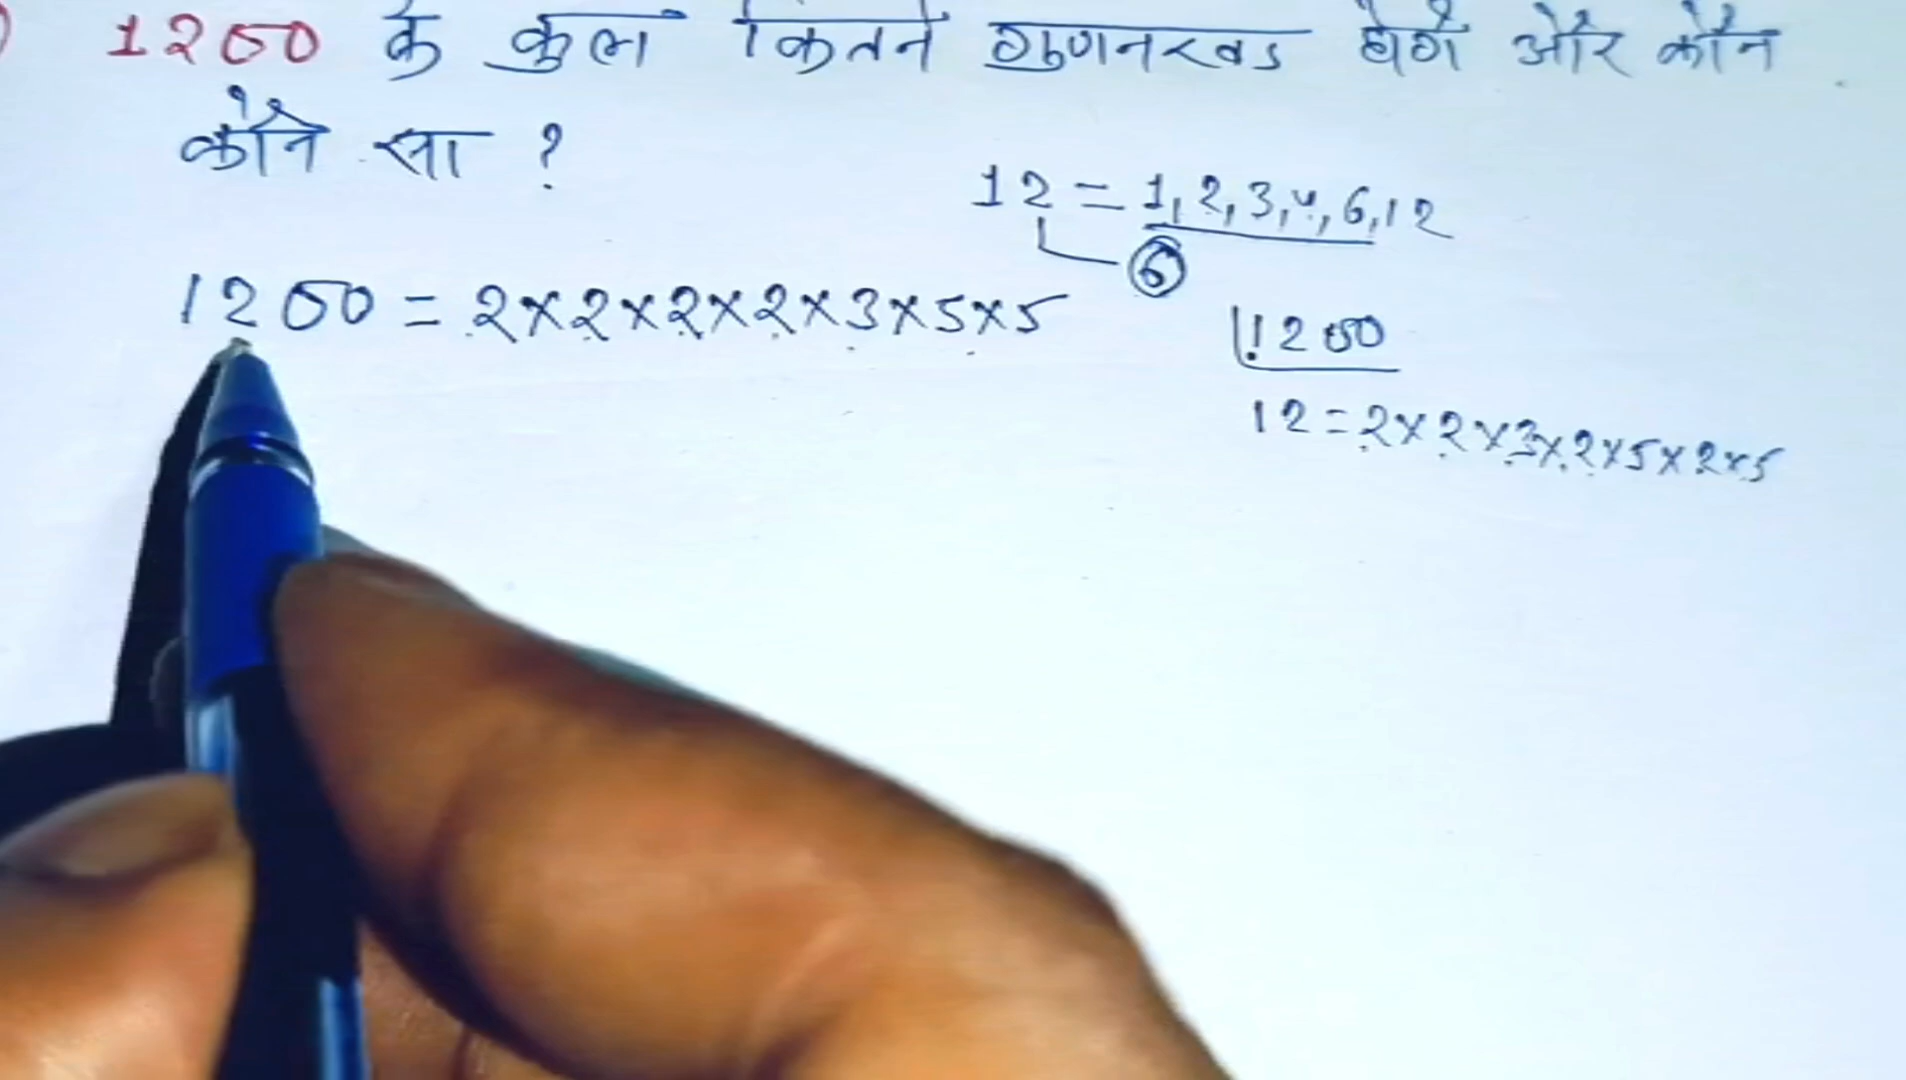 1200 के कुल कितने गुणनखंड होगें और कौन
कौन सा ?
12 = 1, 2, 3, 4, 6, 12
6
1200 = 2×2×2×2×3×5×5
1200
12 = 2×2×3×2×5×2×5